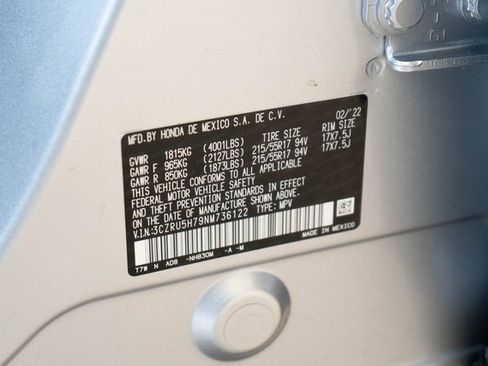 MFD.BY HONDA DE MEXICO S.A. DE C.V. 02/'22
TIRE SIZE RIM SIZE
GVWR 1815KG (4001LBS)
GAWR F 965KG (2127LBS) 215/55R17 94V 17X7.5J
GAWR R 850KG (1873LBS) 215/55R17 94V 17X7.5J
THIS VEHICLE CONFORMS TO ALL APPLICABLE
FEDERAL MOTOR VEHICLE SAFETY STANDARDS IN EFFECT
ON THE DATE OF MANUFACTURE SHOWN ABOVE.
V.I.N.:3CZRU5H79NM736122 TYPE: MPV
MADE IN MEXICO
T7W N AD8 -NH830M -A -M